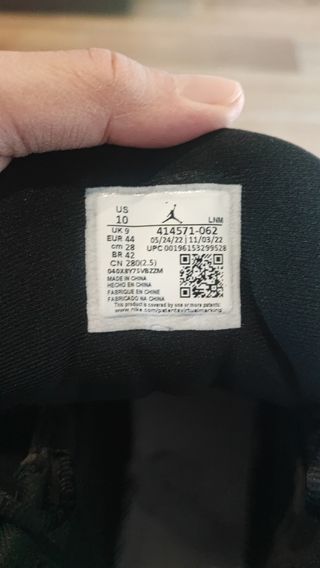 US
10
LNM
UK 9
414571-062
EUR 44
05/24/22 | 11/03/22
cm 28
UPC 00196153299528
BR 42
CN 280(2.5)
040X8Y75VBZZM
MADE IN CHINA
HECHO EN CHINA
FABRIQUE EN CHINE
FABRICADO NA CHINA
This product is covered by one or more patents:
www.nike.com/patentsvirtualmarking